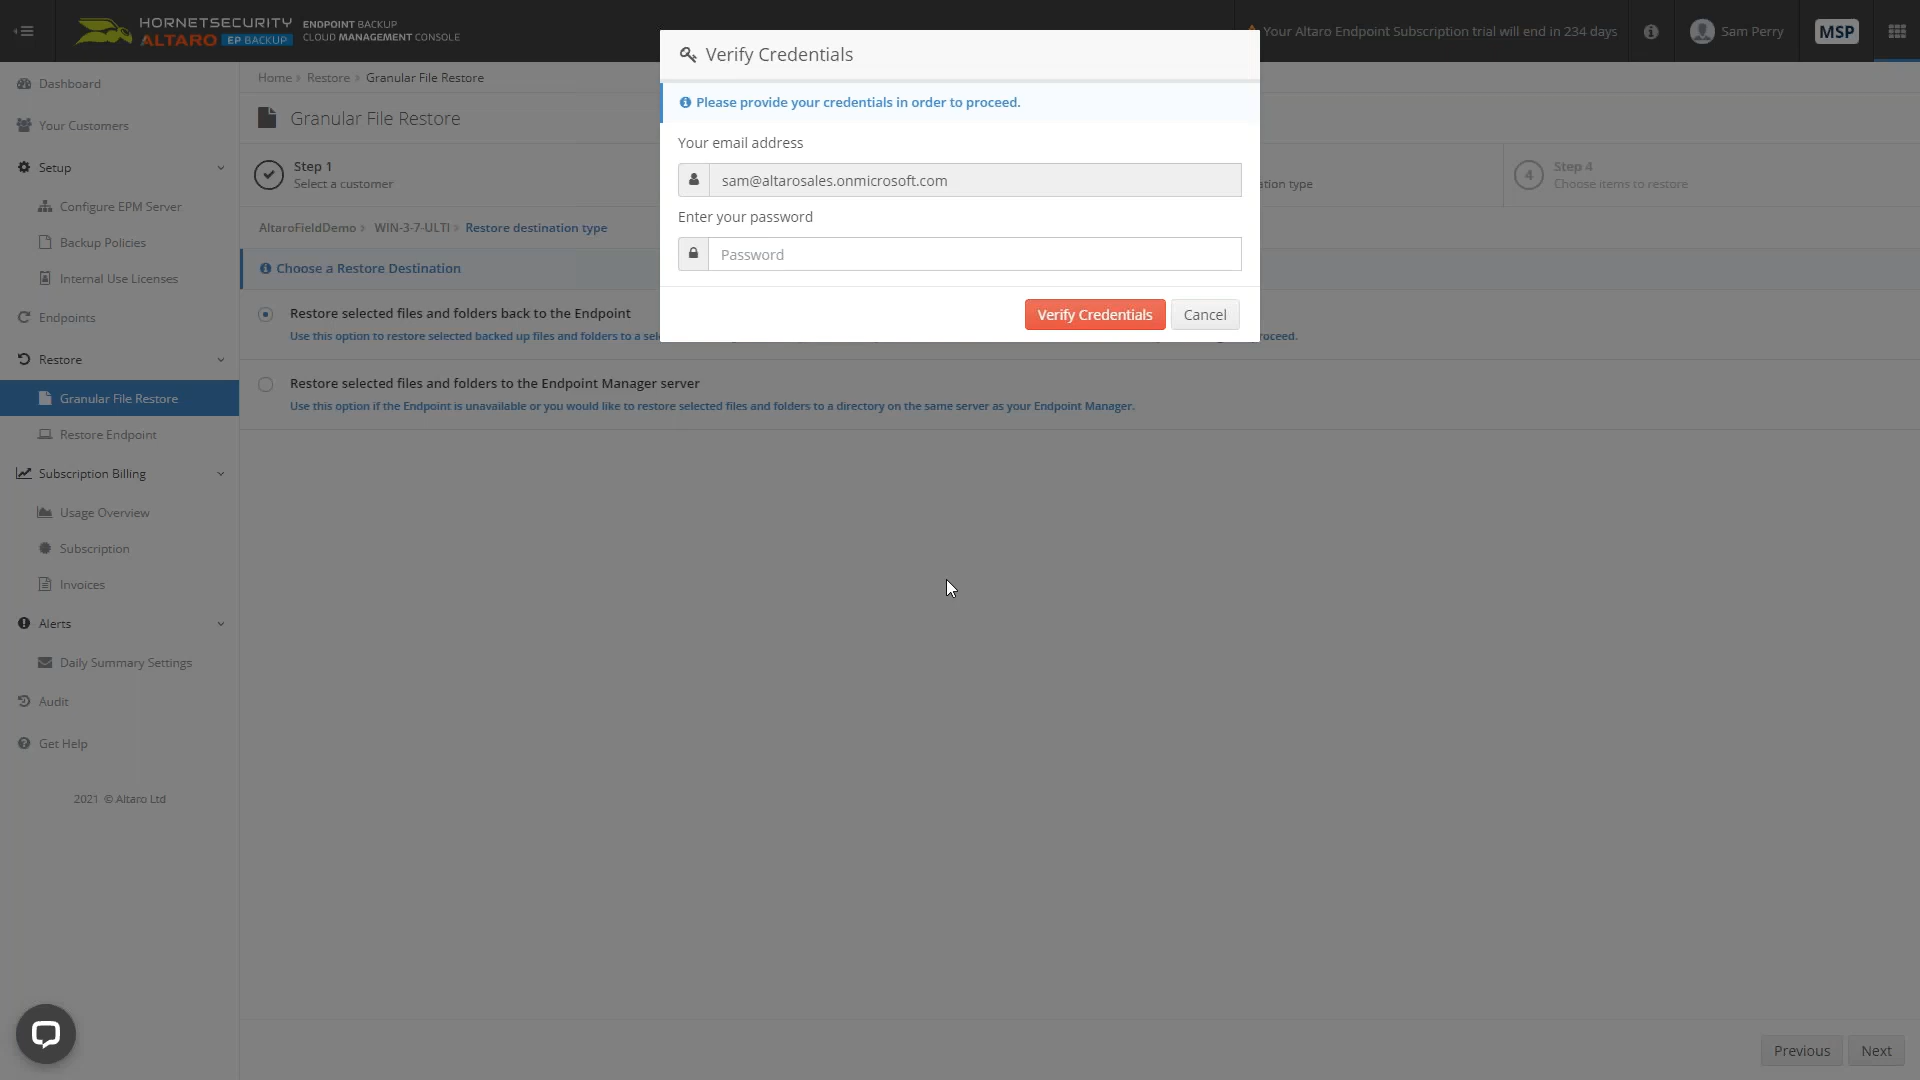 HORNETSECURITY
ALTARO EP BACKUP
ENDPOINT BACKUP
CLOUD MANAGEMENT CONSOLE
Your Altaro Endpoint Subscription trial will end in 234 days
Sam Perry
MSP
Dashboard
Your Customers
Setup
Configure EPM Server
Backup Policies
Internal Use Licenses
Endpoints
Restore
Granular File Restore
Restore Endpoint
Subscription Billing
Usage Overview
Subscription
Invoices
Alerts
Daily Summary Settings
Audit
Get Help
2021 © Altaro Ltd
Home Restore Granular File Restore
Granular File Restore
Step 1
Select a customer
tion type
4
Step 4
Choose items to restore
AltaroFieldDemo WIN-3-7-ULTI Restore destination type
Choose a Restore Destination
Restore selected files and folders back to the Endpoint
Use this option to restore selected backed up files and folders to a sel
roceed.
Restore selected files and folders to the Endpoint Manager server
Use this option if the Endpoint is unavailable or you would like to restore selected files and folders to a directory on the same server as your Endpoint Manager.
Verify Credentials
Please provide your credentials in order to proceed.
Your email address
sam@altarosales.onmicrosoft.com
Enter your password
Password
Verify Credentials
Cancel
Previous
Next